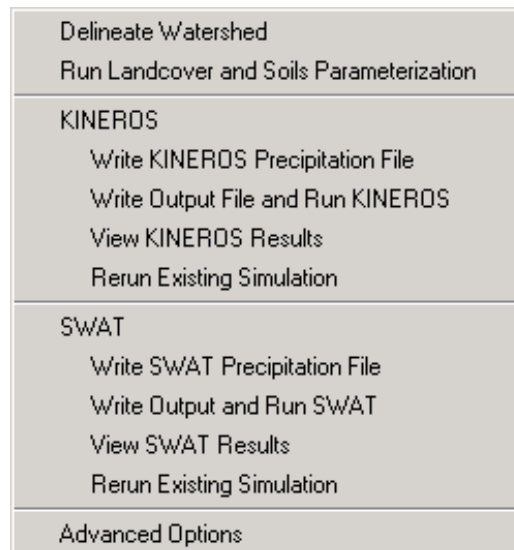 Delineate Watershed
Run Landcover and Soils Parameterization
KINEROS
Write KINEROS Precipitation File
Write Output File and Run KINEROS
View KINEROS Results
Rerun Existing Simulation
SWAT
Write SWAT Precipitation File
Write Output and Run SWAT
View SWAT Results
Rerun Existing Simulation
Advanced Options